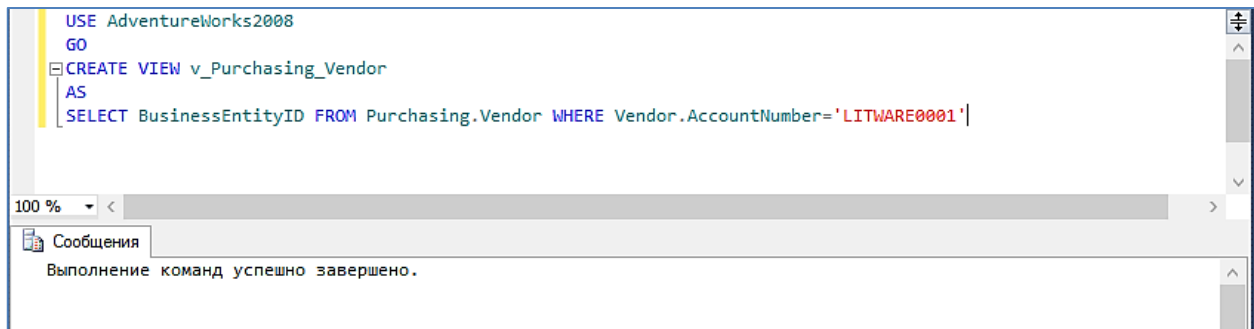 USE AdventureWorks2008
GO
CREATE VIEW v_Purchasing_Vendor
AS
SELECT BusinessEntityID FROM Purchasing.Vendor WHERE Vendor.AccountNumber='LITWARE0001'
100 %
Сообщения
Выполнение команд успешно завершено.